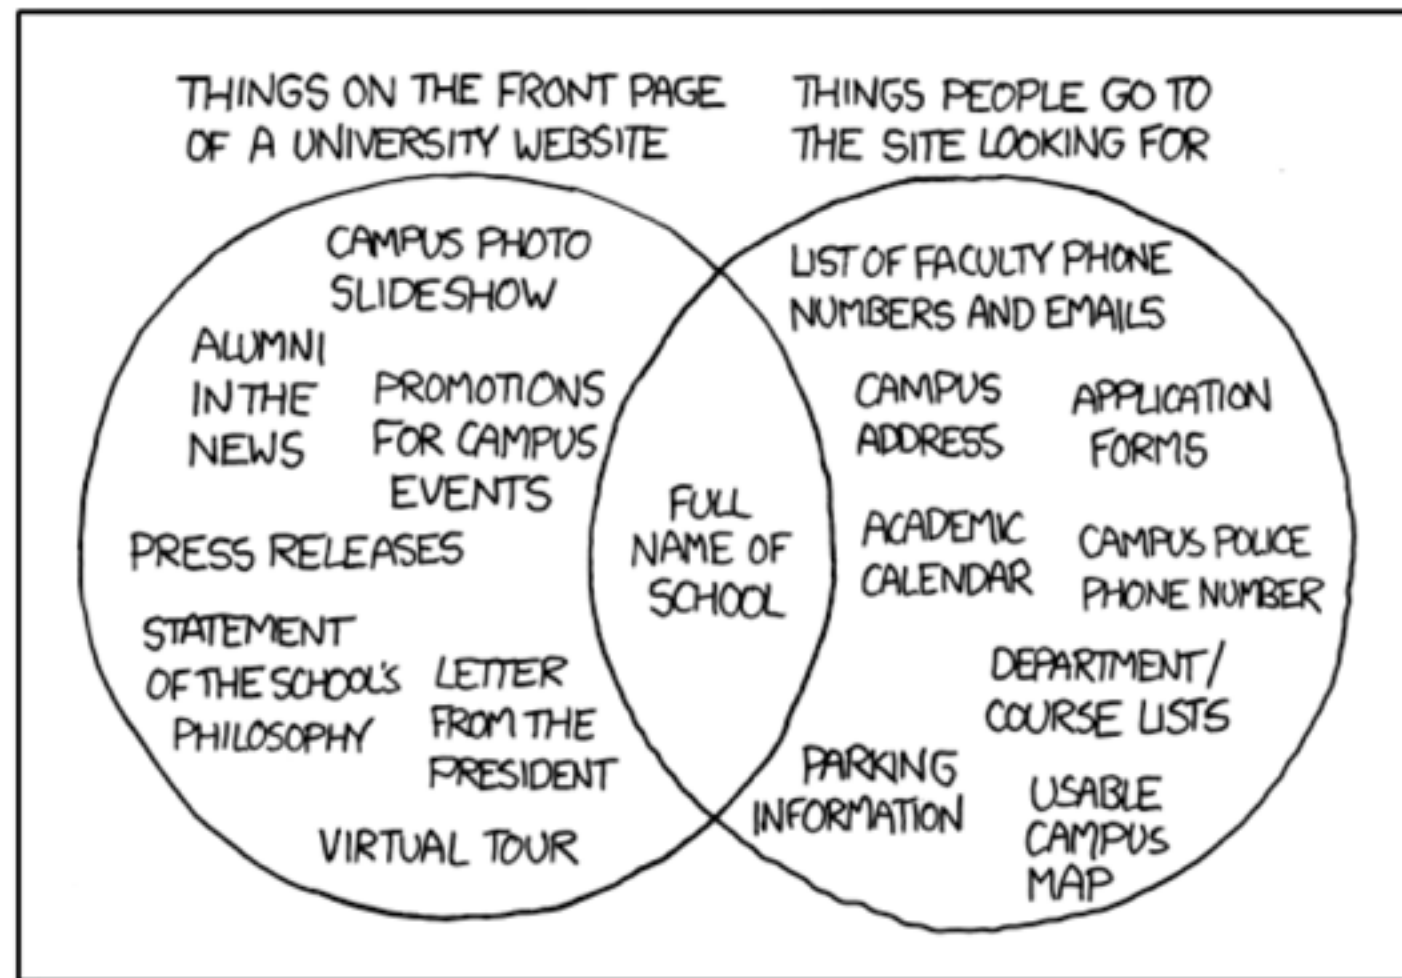 THINGS ON THE FRONT PAGE
OF A UNIVERSITY WEBSITE
THINGS PEOPLE GO TO
THE SITE LOOKING FOR
CAMPUS PHOTO
SLIDESHOW
ALUMNI
IN THE
NEWS
PROMOTIONS
FOR CAMPUS
EVENTS
PRESS RELEASES
STATEMENT
OF THE SCHOOL'S
PHILOSOPHY
LETTER
FROM THE
PRESIDENT
VIRTUAL TOUR
FULL
NAME OF
SCHOOL
LIST OF FACULTY PHONE
NUMBERS AND EMAILS
CAMPUS
ADDRESS
APPLICATION
FORMS
ACADEMIC
CALENDAR
CAMPUS POLICE
PHONE NUMBER
DEPARTMENT/
COURSE LISTS
PARKING
INFORMATION
USABLE
CAMPUS
MAP